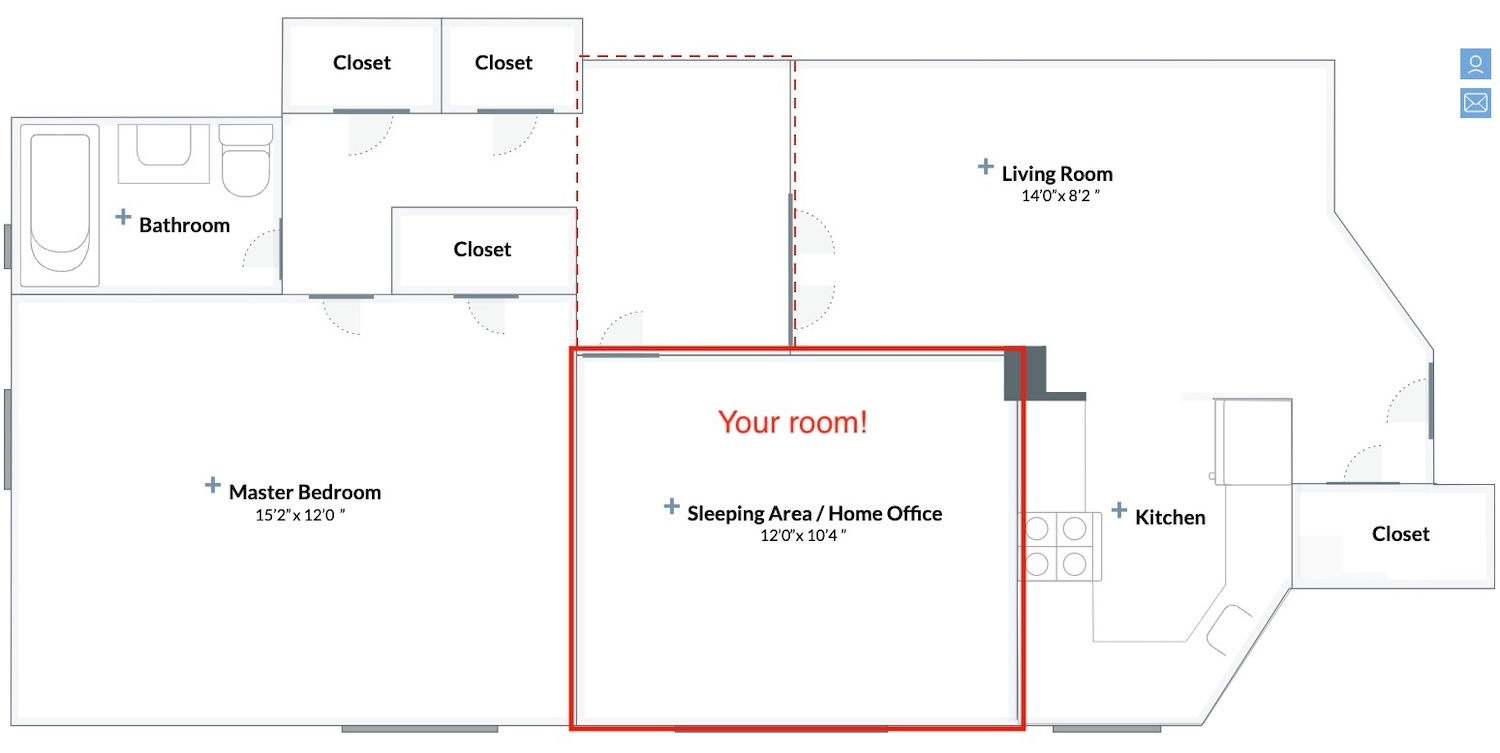 Closet
Closet
Living Room
14'0"x 8'2 "
Bathroom
Closet
Your room!
Master Bedroom
15'2"x 12'0 "
Sleeping Area / Home Office
12'0"x 10'4 "
Kitchen
Closet